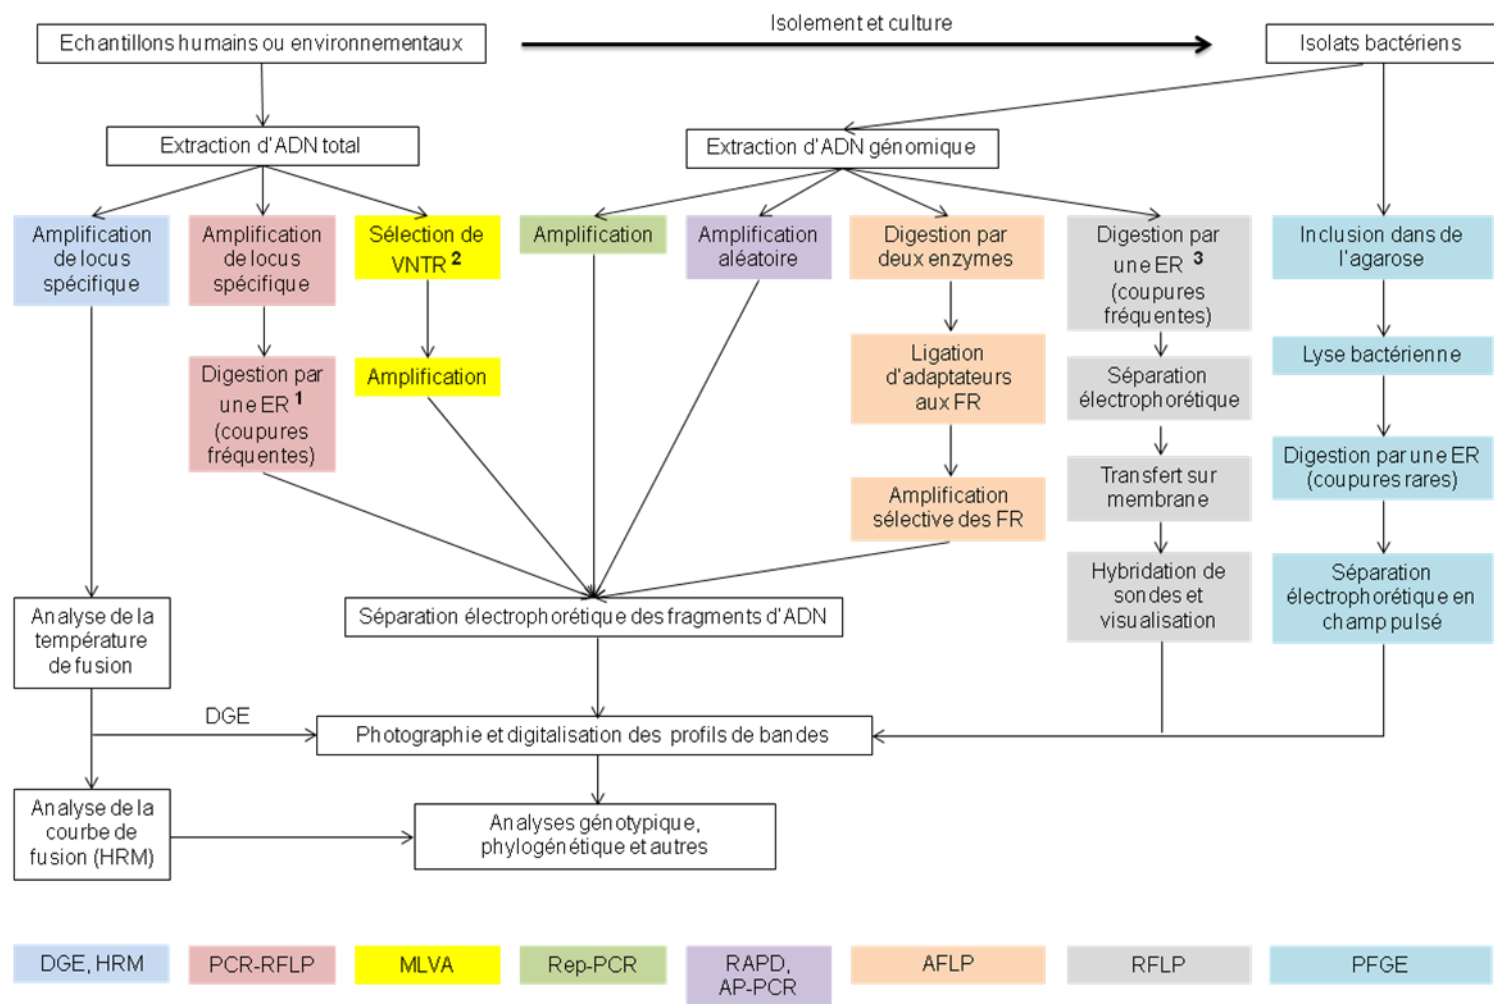 Isolement et culture
Echantillons humains ou environnementaux
Isolats bactériens
Extraction d'ADN total
Extraction d'ADN génomique
Amplification
de locus
spécifique
Amplification
de locus
spécifique
Sélection de
VNTR 2
Amplification
Amplification
aléatoire
Digestion par
deux enzymes
Digestion par
une ER 3
(coupures
fréquentes)
Inclusion dans de
l'agarose
Digestion par
une ER 1
(coupures
fréquentes)
Amplification
Ligation
d'adaptateurs
aux FR
Séparation
électrophorétique
Lyse bactérienne
Amplification
sélective des FR
Transfert sur
membrane
Digestion par une ER
(coupures rares)
Hybridation de
sondes et
visualisation
Séparation
électrophorétique en
champ pulsé
Analyse de la
température
de fusion
Séparation électrophorétique des fragments d'ADN
DGE
Photographie et digitalisation des profils de bandes
Analyse de la
courbe de
fusion (HRM)
Analyses génotypique,
phylogénétique et autres
DGE, HRM
PCR-RFLP
MLVA
Rep-PCR
RAPD,
AP-PCR
AFLP
RFLP
PFGE